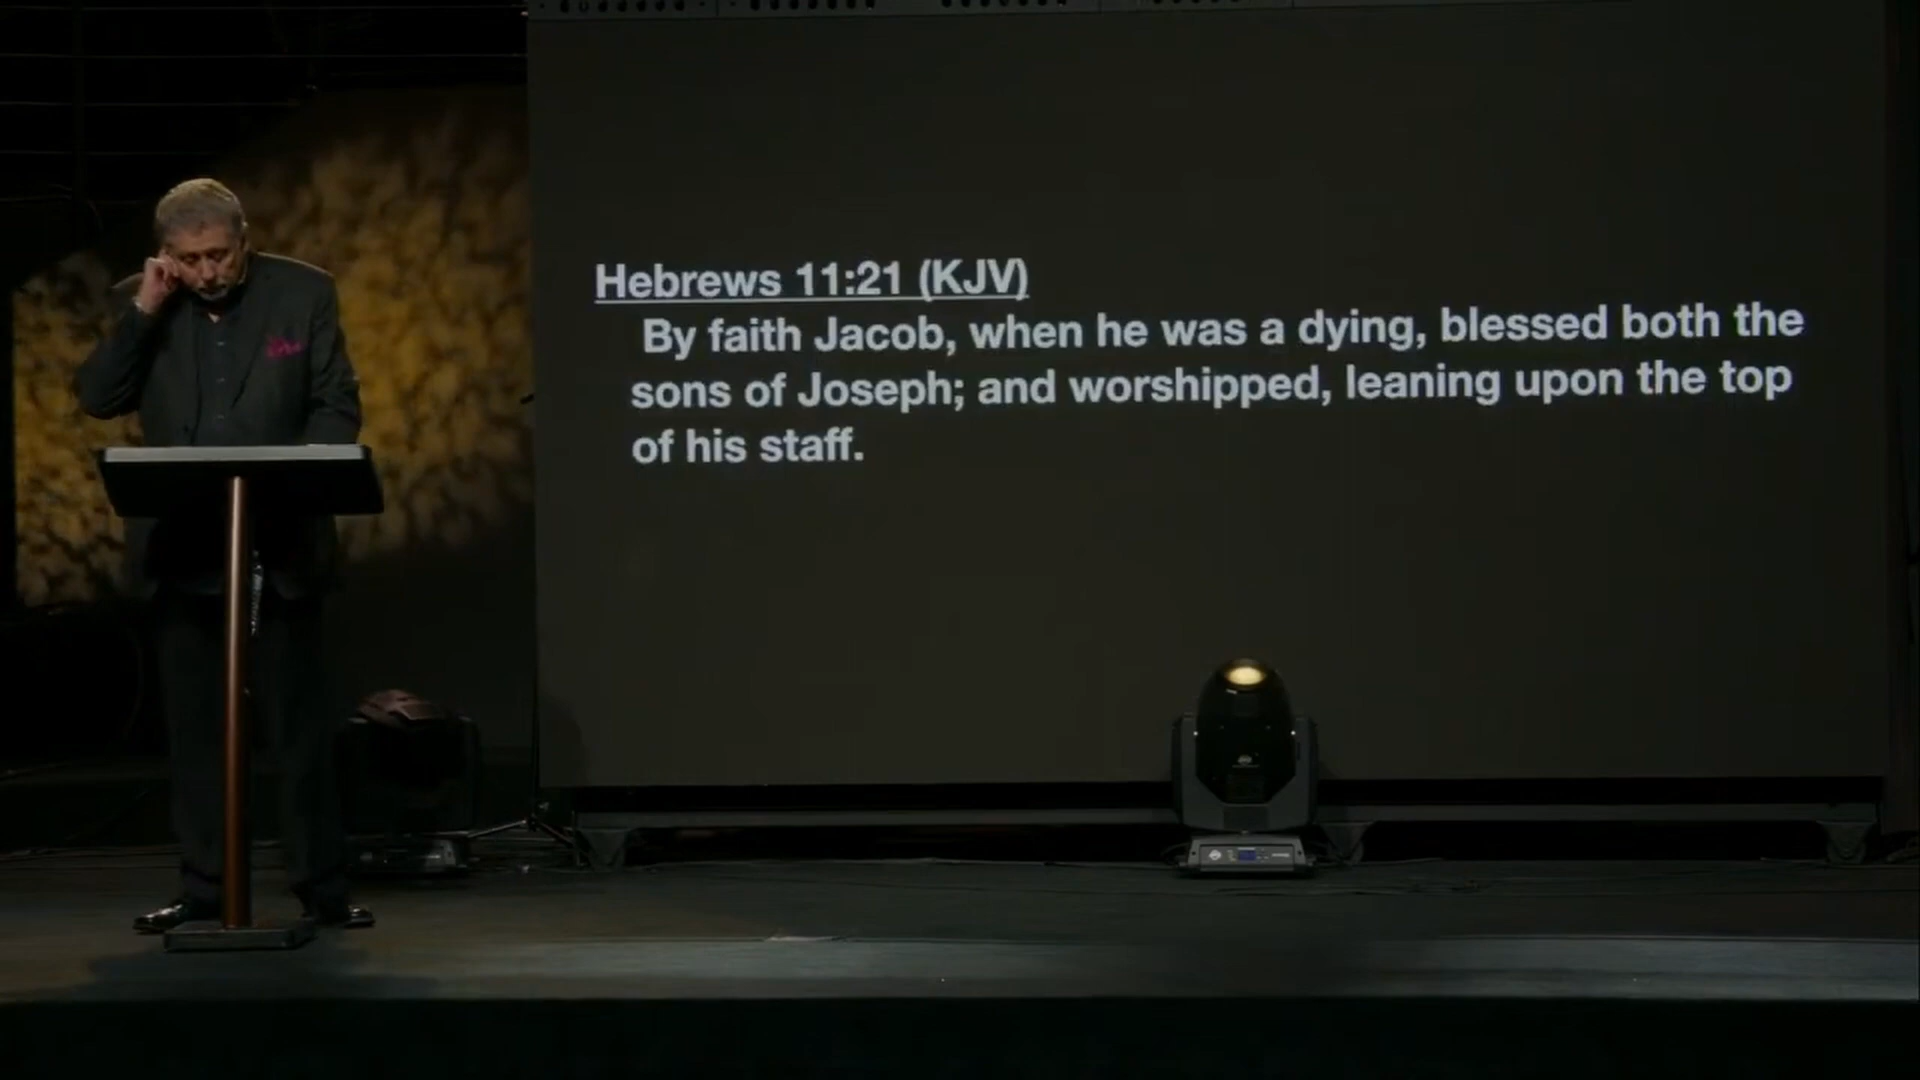 Hebrews 11:21 (KJV)
By faith Jacob, when he was a dying, blessed both the
sons of Joseph; and worshipped, leaning upon the top
of his staff.